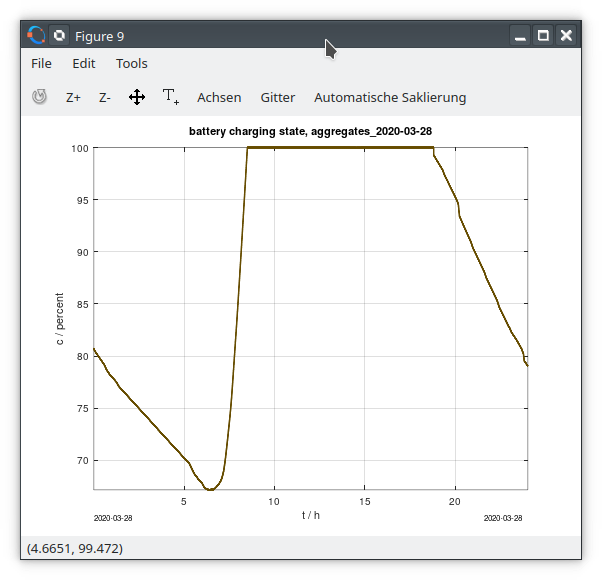 Figure 9
File Edit Tools
Z+ Z- T+ Achsen Gitter Automatische Saklierung
battery charging state, aggregates_2020-03-28
100
95
90
85
80
75
70
c / percent
5 10 15 20
t / h
2020-03-28 2020-03-28
(4.6651, 99.472)